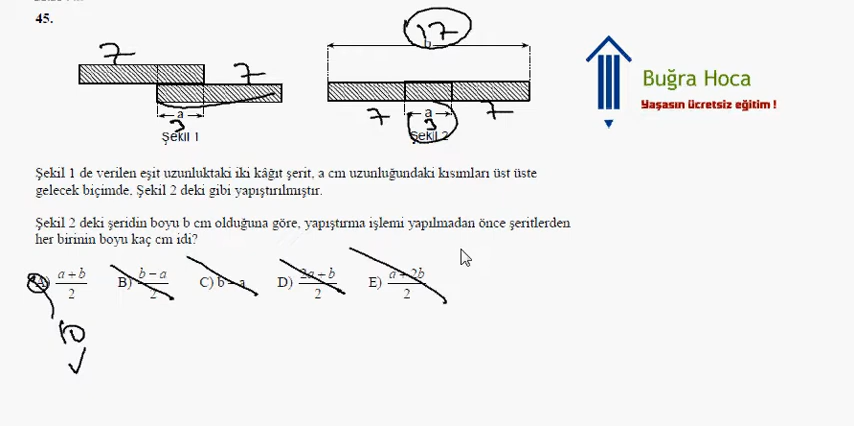 45.
17
7
b
7
Buğra Hoca
Yaşasın ücretsiz eğitim !
a
a
7
7
3
3
Şekil 1
Şekil 2
Şekil 1 de verilen eşit uzunluktaki iki kâğıt şerit, a cm uzunluğundaki kısımları üst üste
gelecek biçimde, Şekil 2 deki gibi yapıştırılmıştır.
Şekil 2 deki şeridin boyu b cm olduğuna göre, yapıştırma işlemi yapılmadan önce şeritlerden
her birinin boyu kaç cm idi?
A) a + b / 2 B) b – a / 2 C) b – a D) 2a + b / 2 E) a + 2b / 2
10
✓